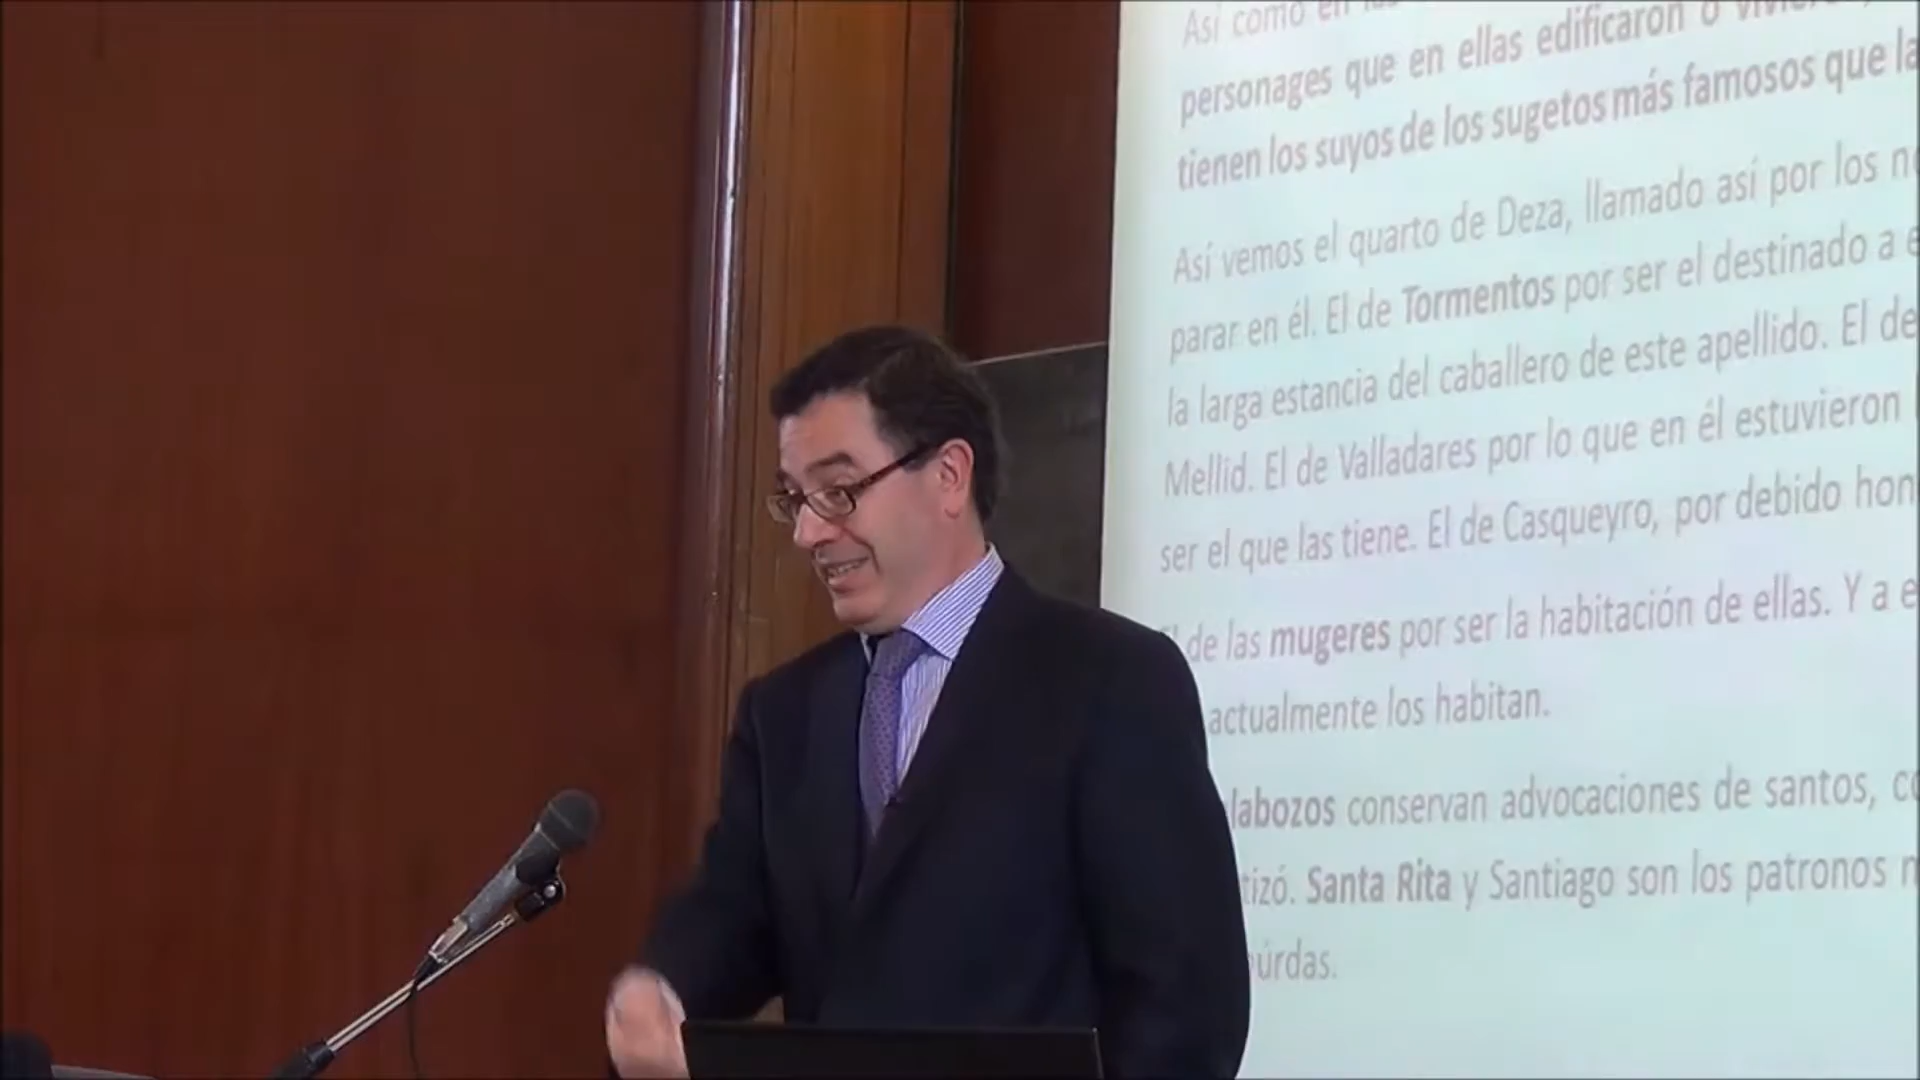 Así como en
personages que en ellas edificaron o
tienen los suyos de los sugetos más famosos que la
Así vemos el quarto de Deza, llamado así por los
parar en él. El de Tormentos por ser el destinado a
la larga estancia del caballero de este apellido. El de
Mellid. El de Valladares por lo que en él estuvieron
ser el que las tiene. El de Casqueyro, por debido hon
de las mugeres por ser la habitación de ellas. Y a
actualmente los habitan.
labozos conservan advocaciones de santos,
tizó. Santa Rita y Santiago son los patronos
úrdas.